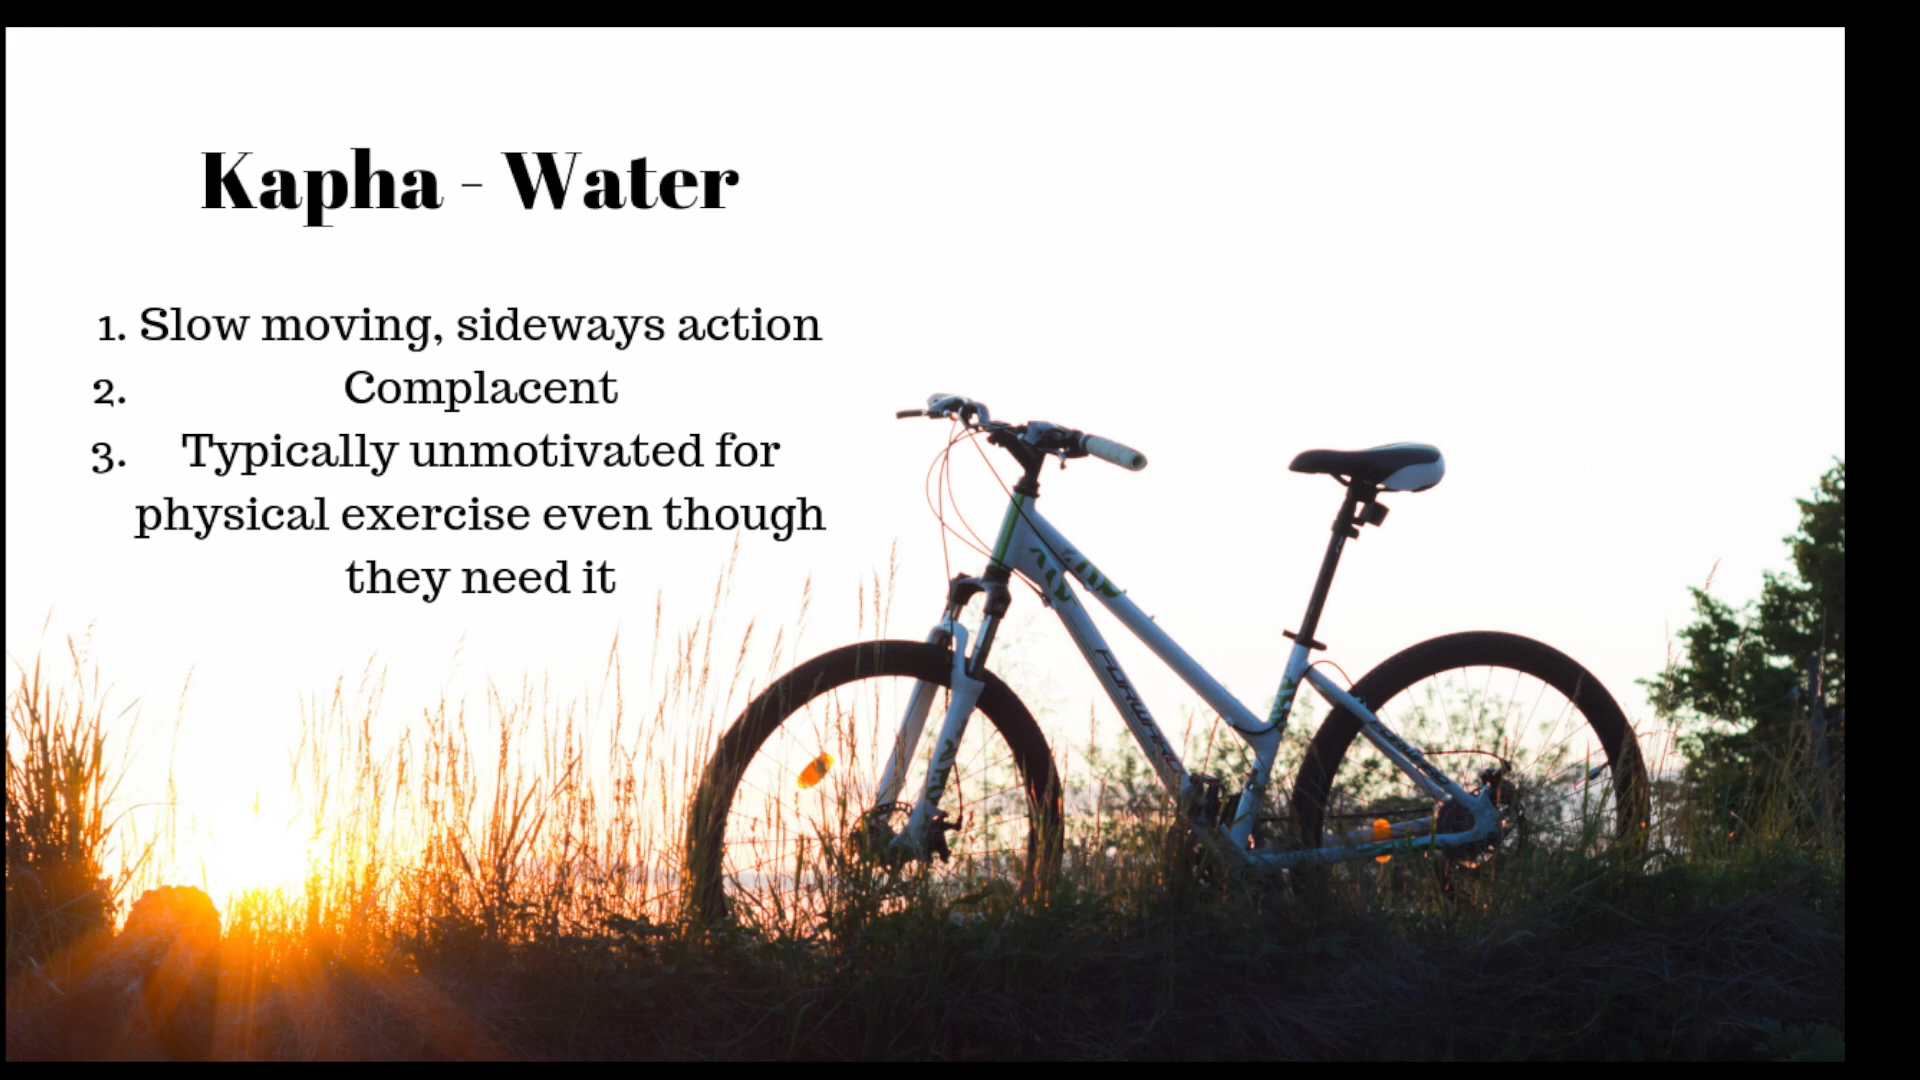 Kapha - Water
1. Slow moving, sideways action
2. Complacent
3. Typically unmotivated for
physical exercise even though
they need it